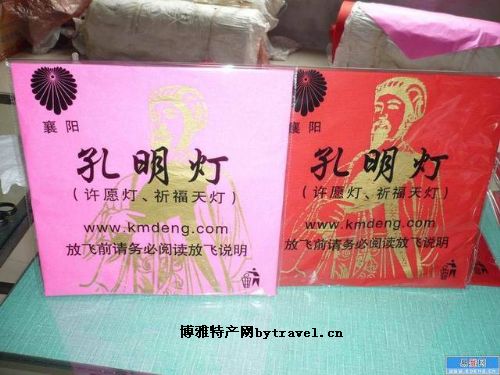 襄阳
孔明灯
(许愿灯、祈福天灯)
www.kmdeng.com
放飞前请务必阅读放飞说明
襄阳
孔明灯
(许愿灯、祈福天灯)
www.kmdeng.com
放飞前请务必阅读放飞说明
博雅特产网bytravel.cn